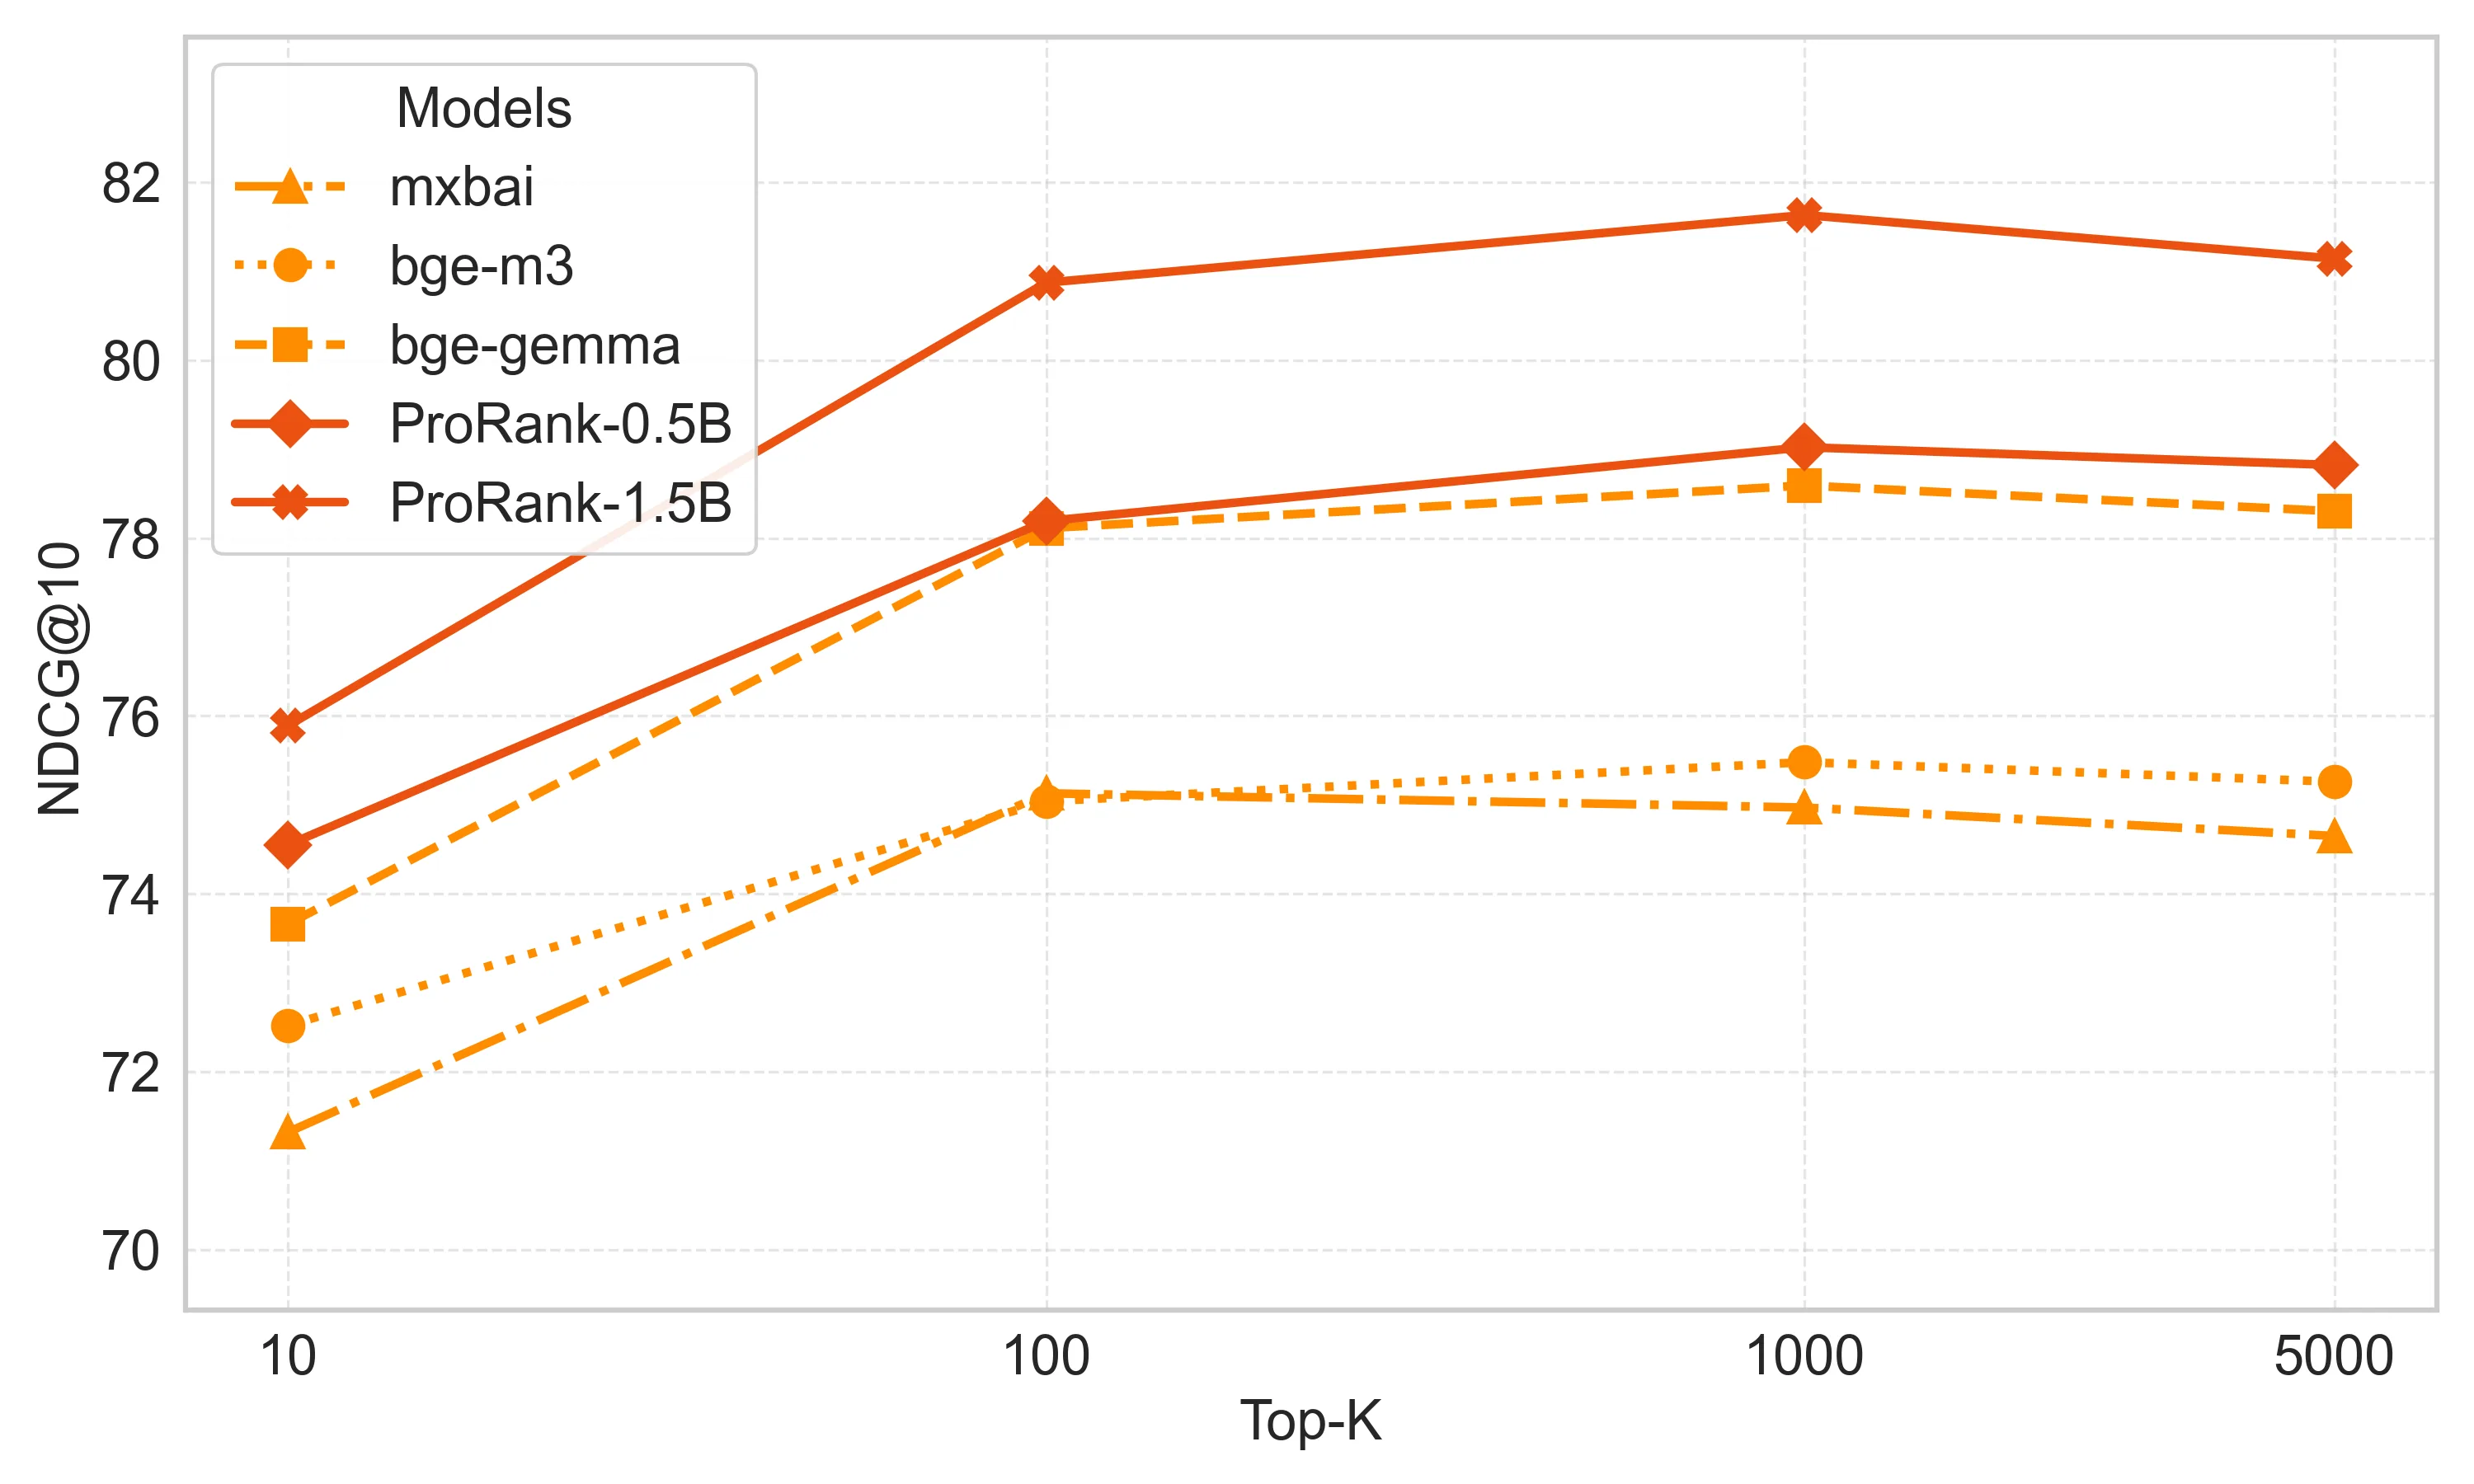 Models
mxbai
bge-m3
bge-gemma
ProRank-0.5B
ProRank-1.5B
NDCG@10
82
80
78
76
74
72
70
10 100 1000 5000
Top-K